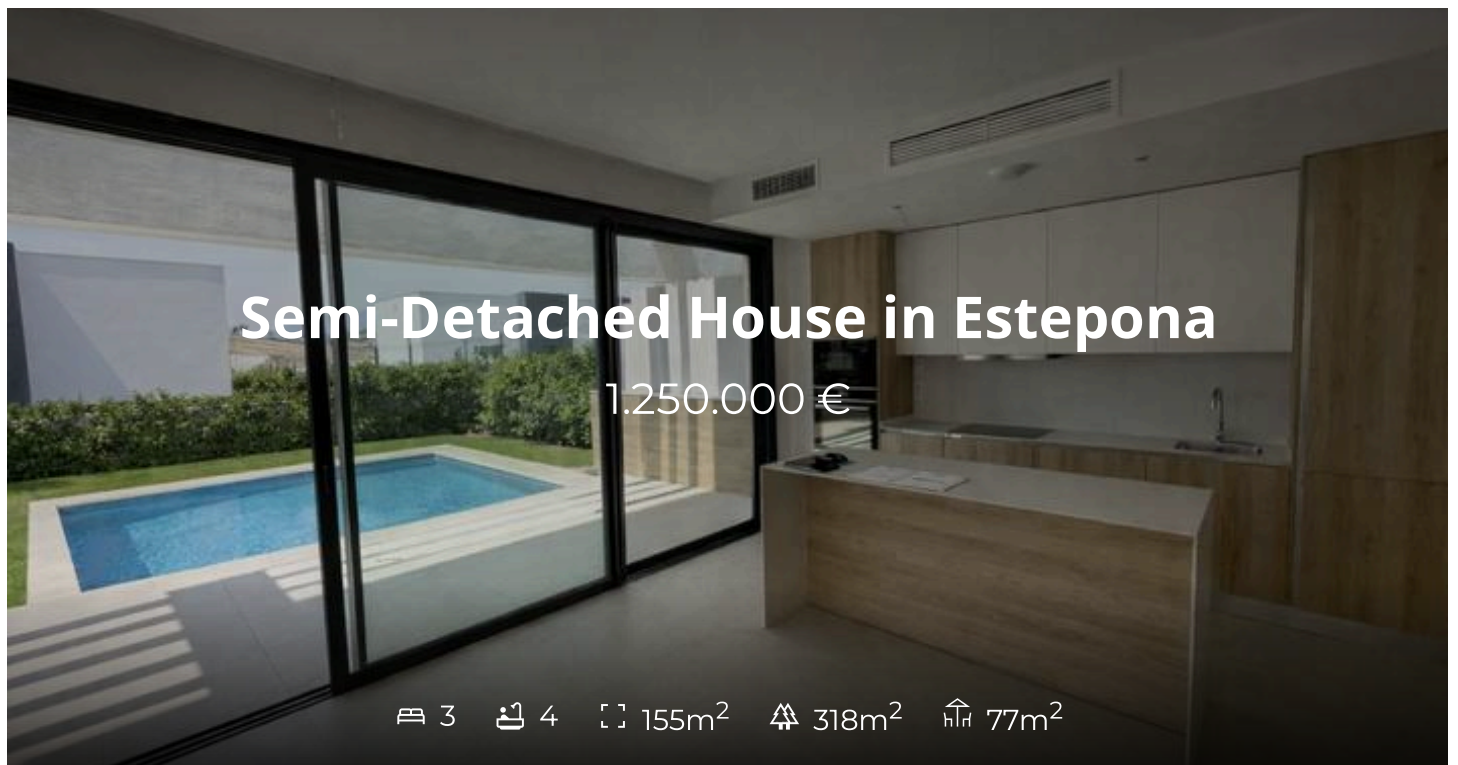 Semi-Detached House in Estepona
1.250.000 €
3 4 155m² 318m² 77m²